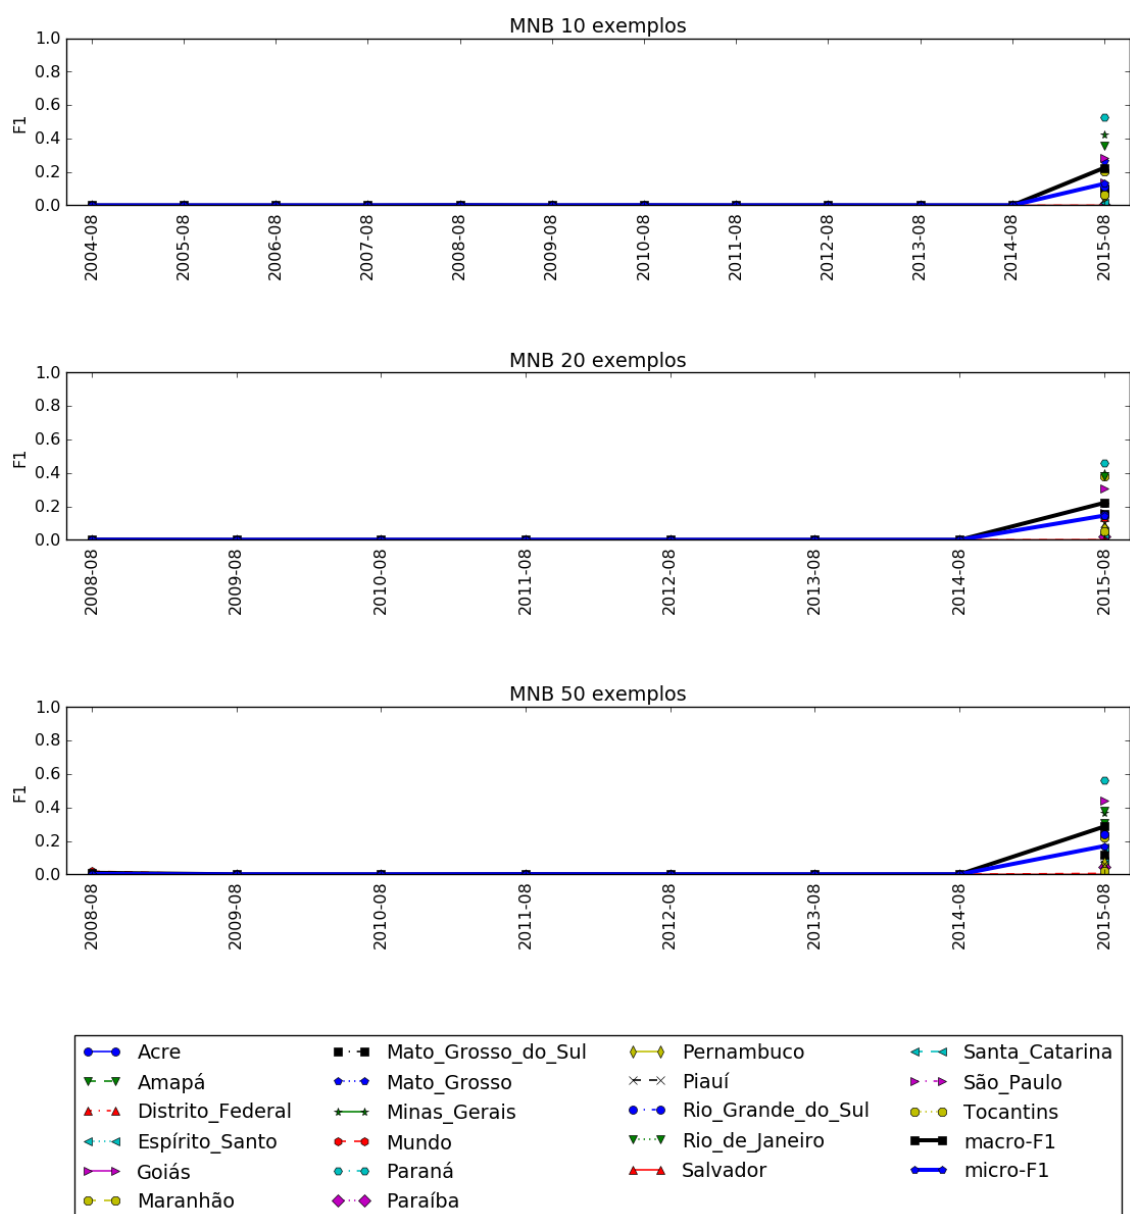 MNB 10 exemplos
1.0
0.8
0.6
0.4
0.2
0.0
F1
2004-08 2005-08 2006-08 2007-08 2008-08 2009-08 2010-08 2011-08 2012-08 2013-08 2014-08 2015-08
MNB 20 exemplos
1.0
0.8
0.6
0.4
0.2
0.0
F1
2008-08 2009-08 2010-08 2011-08 2012-08 2013-08 2014-08 2015-08
MNB 50 exemplos
1.0
0.8
0.6
0.4
0.2
0.0
F1
2008-08 2009-08 2010-08 2011-08 2012-08 2013-08 2014-08 2015-08
Acre
Amapá
Distrito_Federal
Espírito_Santo
Goiás
Maranhão
Mato_Grosso_do_Sul
Mato_Grosso
Minas_Gerais
Mundo
Paraná
Paraíba
Pernambuco
Piauí
Rio_Grande_do_Sul
Rio_de_Janeiro
Salvador
Santa_Catarina
São_Paulo
Tocantins
macro-F1
micro-F1